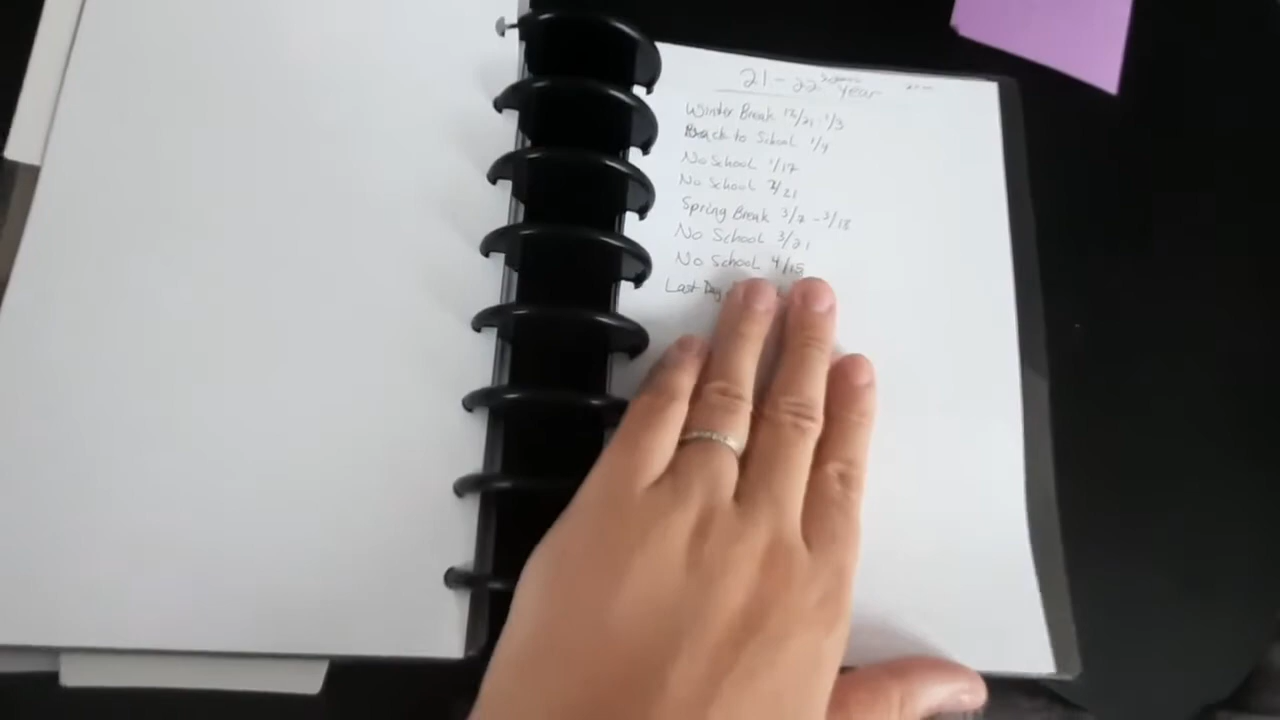 21-22 School Year
Winter Break 12/21-1/3
Back to School 1/4
No School 1/17
No School 2/21
Spring Break 3/7-3/18
No School 3/21
No School 4/15
Last Day